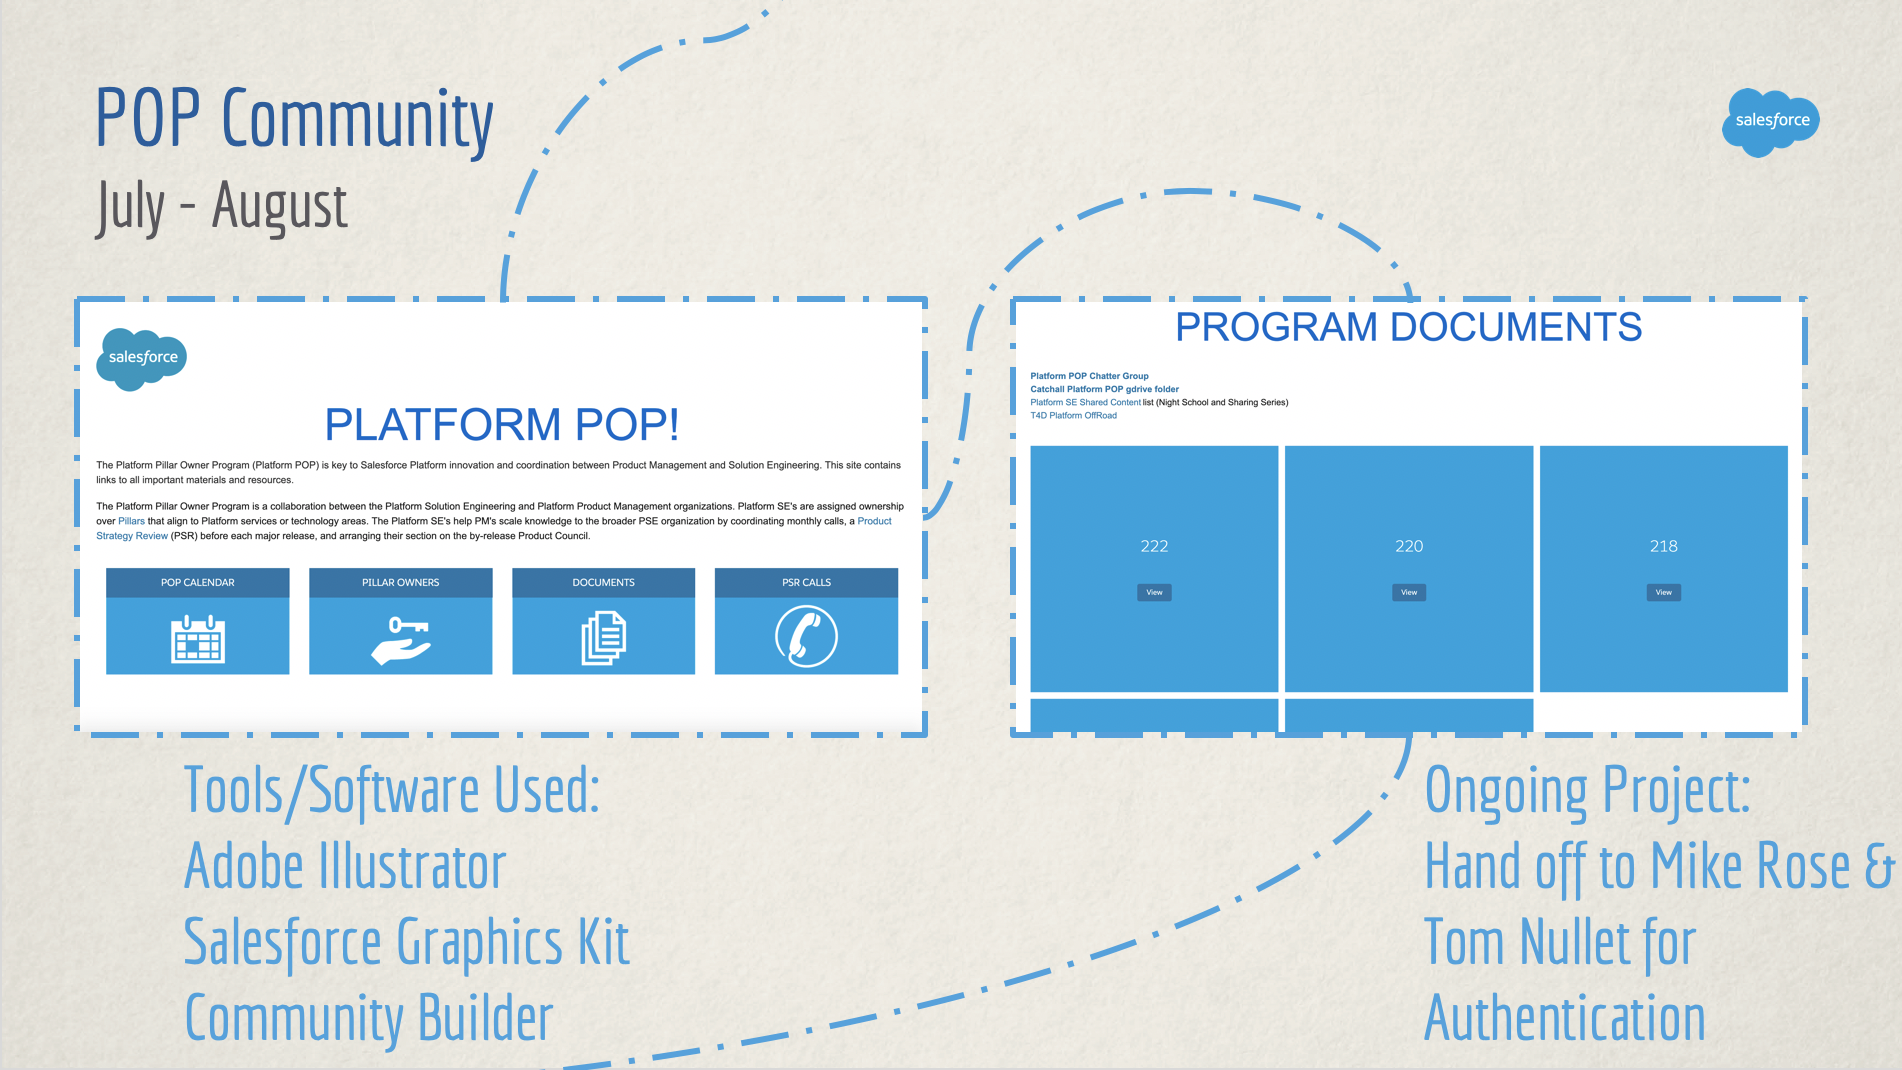 POP Community
July - August
salesforce
salesforce
PLATFORM POP!
The Platform Pillar Owner Program (Platform POP) is key to Salesforce Platform innovation and coordination between Product Management and Solution Engineering. This site contains
links to all important materials and resources.
The Platform Pillar Owner Program is a collaboration between the Platform Solution Engineering and Platform Product Management organizations. Platform SE's are assigned ownership
over Pillars that align to Platform services or technology areas. The Platform SE's help PM's scale knowledge to the broader PSE organization by coordinating monthly calls, a Product
Strategy Review (PSR) before each major release, and arranging their section on the by-release Product Council.
POP CALENDAR
PILLAR OWNERS
DOCUMENTS
PSR CALLS
PROGRAM DOCUMENTS
Platform POP Chatter Group
Catchall Platform POP gdrive folder
Platform SE Shared Content list (Night School and Sharing Series)
T4D Platform OffRoad
222
220
218
View
View
View
Tools/Software Used:
Adobe Illustrator
Salesforce Graphics Kit
Community Builder
Ongoing Project:
Hand off to Mike Rose &
Tom Nullet for
Authentication